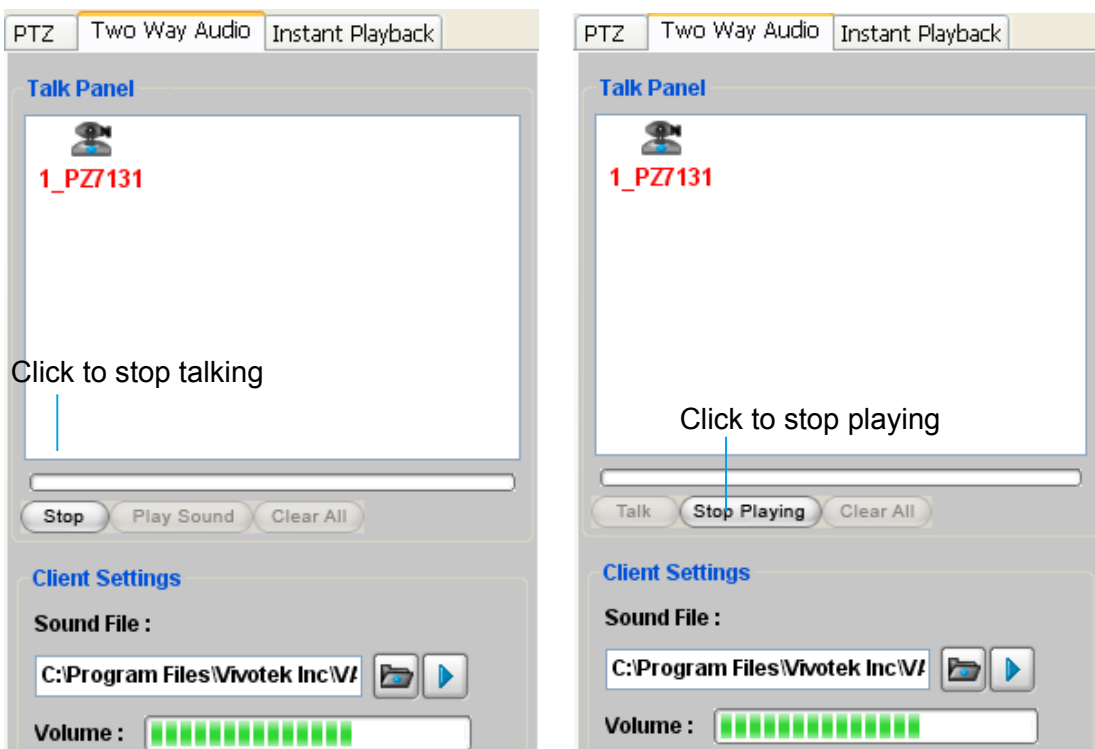 PTZ Two Way Audio Instant Playback
Talk Panel
1_PZ7131
Click to stop talking
Stop Play Sound Clear All
Client Settings
Sound File :
C:\Program Files\Vivotek Inc\VA
Volume :
PTZ Two Way Audio Instant Playback
Talk Panel
1_PZ7131
Click to stop playing
Talk Stop Playing Clear All
Client Settings
Sound File :
C:\Program Files\Vivotek Inc\VA
Volume :